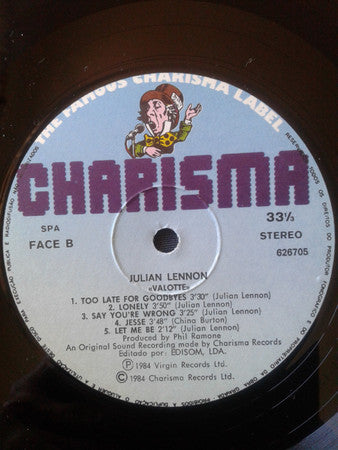 THE FAMOUS CHARISMA LABEL
CHARISMA
SPA
FACE B
33⅓
STEREO
626705
JULIAN LENNON
«VALOTTE»
1. TOO LATE FOR GOODBYES 3'30" (Julian Lennon)
2. LONELY 3'50" (Julian Lennon)
3. SAY YOU'RE WRONG 3'25" (Julian Lennon)
4. JESSE 3'48" (China Burton)
5. LET ME BE 2'12" (Julian Lennon)
Produced by Phil Ramone
An Original Sound Recording made by Charisma Records
Editado por: EDISOM, LDA.
Ⓟ 1984 Virgin Records Ltd.
© 1984 Charisma Records Ltd.